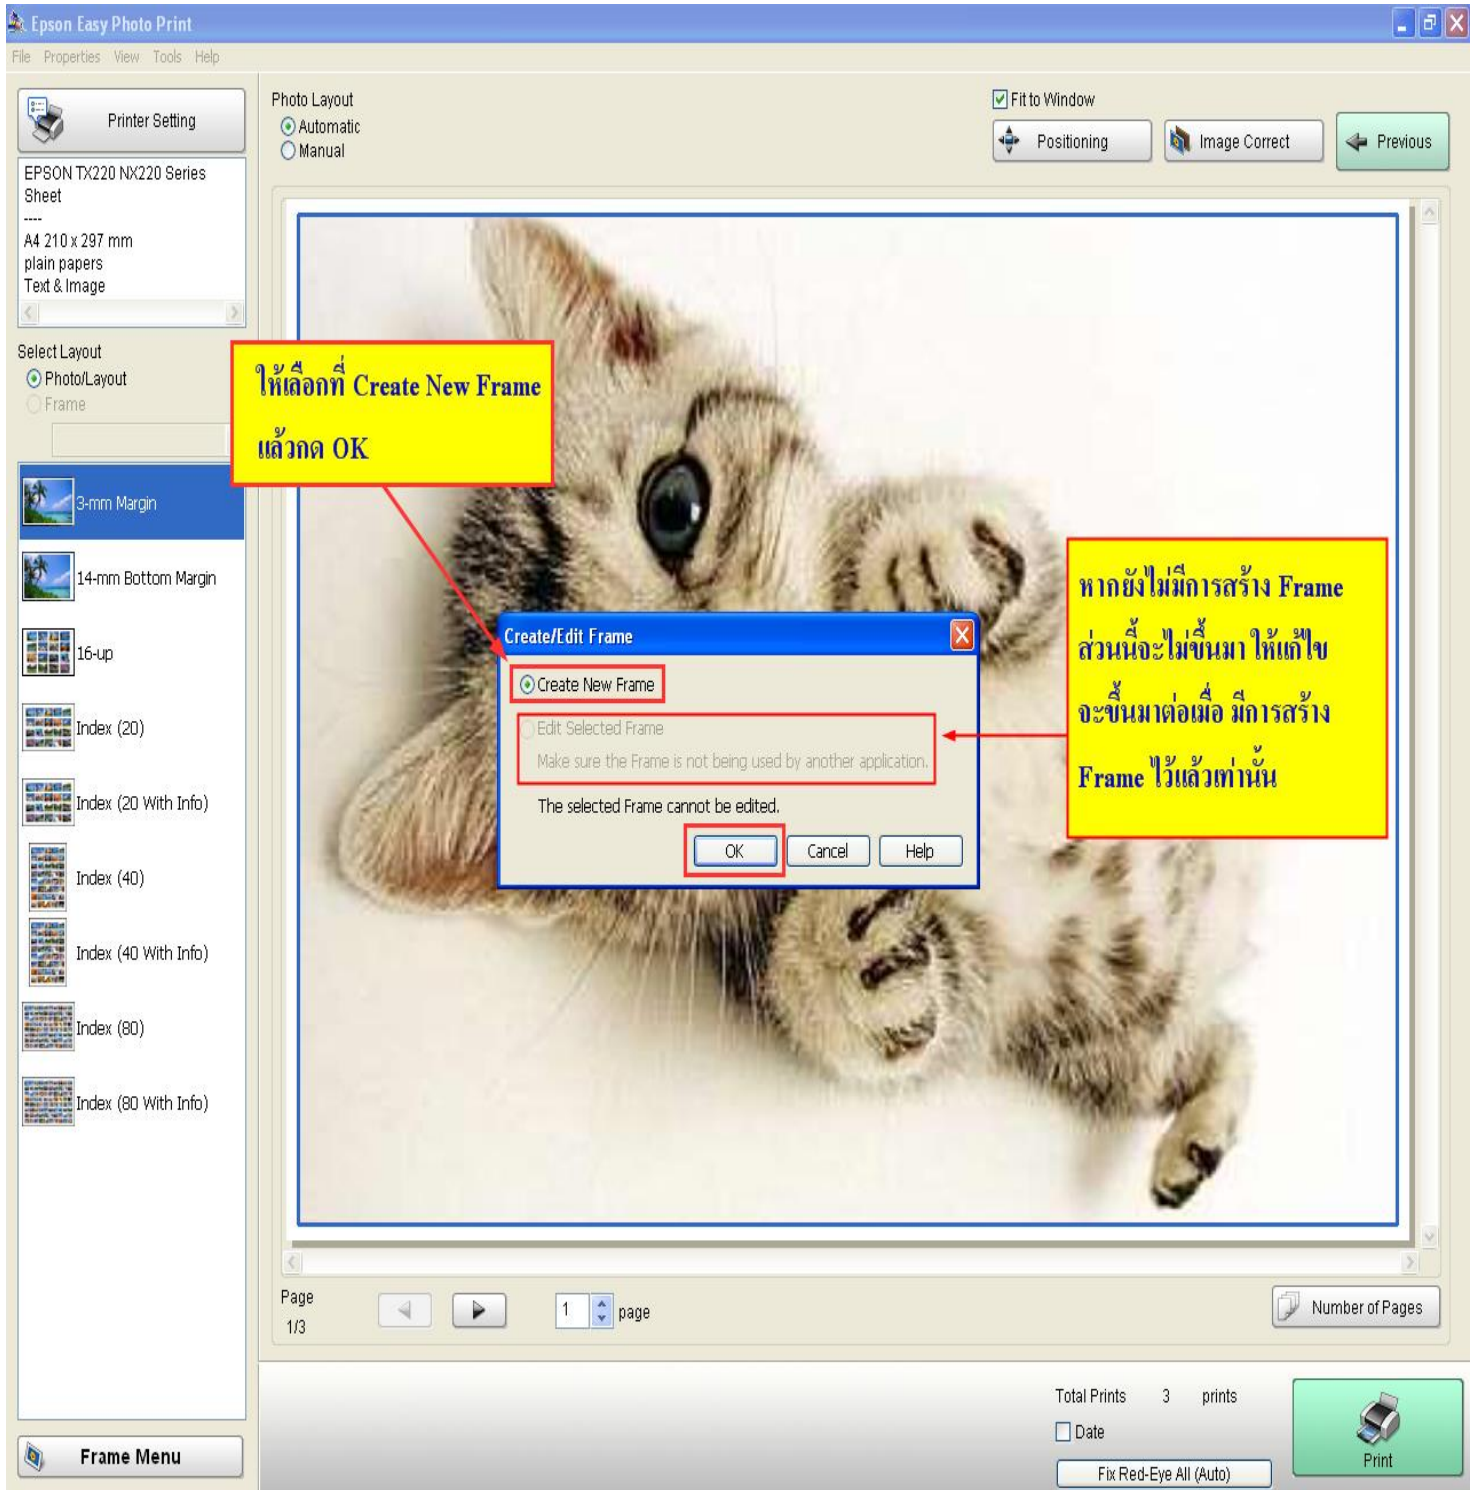 Epson Easy Photo Print
File Properties View Tools Help
Printer Setting
EPSON TX220 NX220 Series
Sheet
----
A4 210 x 297 mm
plain papers
Text & Image
Select Layout
Photo/Layout
Frame
3-mm Margin
14-mm Bottom Margin
16-up
Index (20)
Index (20 With Info)
Index (40)
Index (40 With Info)
Index (80)
Index (80 With Info)
Frame Menu
Photo Layout
Automatic
Manual
Fit to Window
Positioning
Image Correct
Previous
ให้เลือกที่ Create New Frame
แล้วกด OK
Create/Edit Frame
Create New Frame
Edit Selected Frame
Make sure the Frame is not being used by another application.
The selected Frame cannot be edited.
OK
Cancel
Help
หากยังไม่มีการสร้าง Frame
ส่วนนี้จะไม่ขึ้นมา ให้แก้ไข
จะขึ้นมาต่อเมื่อ มีการสร้าง
Frame ไว้แล้วเท่านั้น
Page
1/3
1 page
Number of Pages
Total Prints 3 prints
Date
Fix Red-Eye All (Auto)
Print